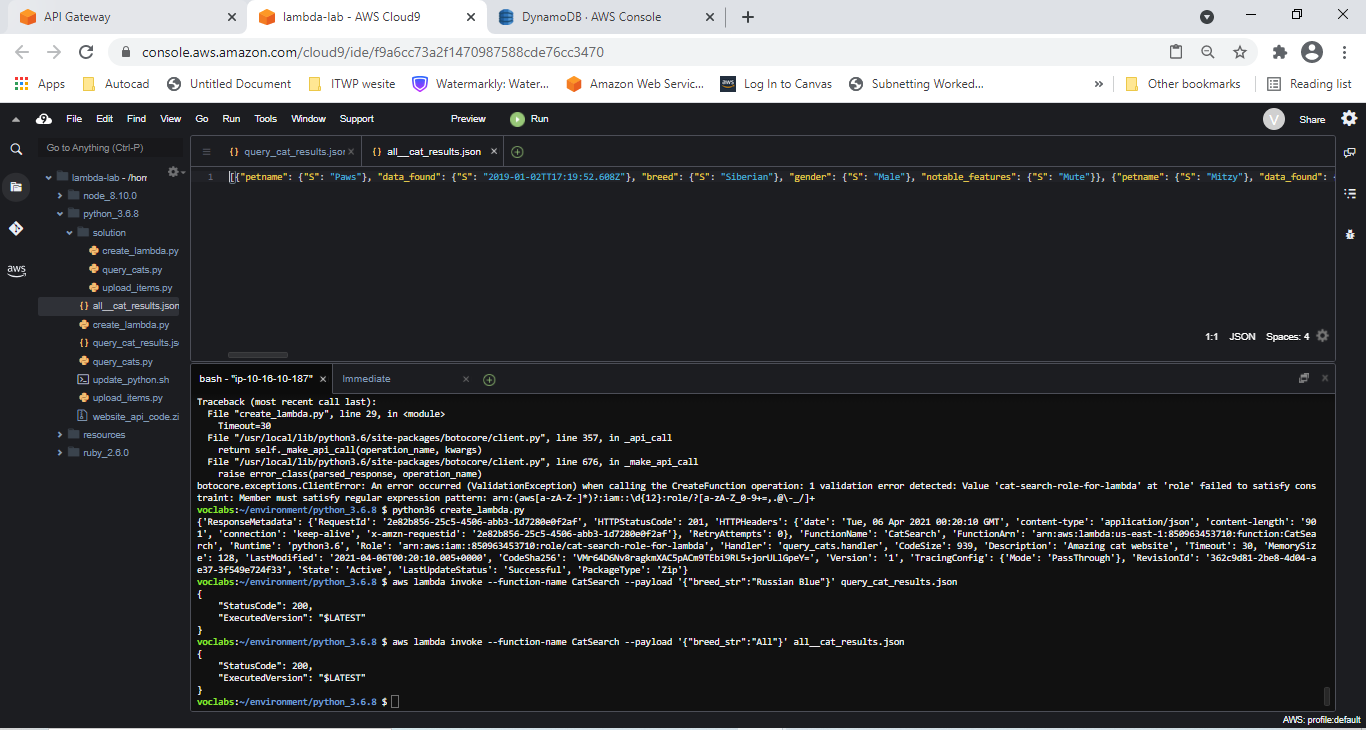 API Gateway
lambda-lab - AWS Cloud9
DynamoDB · AWS Console
console.aws.amazon.com/cloud9/ide/f9a6cc73a2f1470987588cde76cc3470
Apps
Autocad
Untitled Document
ITWP wesite
Watermarkly: Water...
Amazon Web Servic...
aws
Log In to Canvas
Subnetting Worked...
»
Other bookmarks
Reading list
9
File Edit Find View Go Run Tools Window Support
Preview
Run
V
Share
Go to Anything (Ctrl-P)
lambda-lab - /hom
node_8.10.0
python_3.6.8
solution
create_lambda.py
query_cats.py
upload_items.py
{} all__cat_results.json
create_lambda.py
{} query_cat_results.js
query_cats.py
update_python.sh
upload_items.py
website_api_code.zi
resources
ruby_2.6.0
aws
{} query_cat_results.json
{} all__cat_results.json
1 [{"petname": {"S": "Paws"}, "data_found": {"S": "2019-01-02TT17:19:52.608Z"}, "breed": {"S": "Siberian"}, "gender": {"S": "Male"}, "notable_features": {"S": "Mute"}}, {"petname": {"S": "Mitzy"}, "data_found": {
1:1 JSON Spaces: 4
bash - "ip-10-16-10-187"
Immediate
Traceback (most recent call last):
File "create_lambda.py", line 29, in <module>
Timeout=30
File "/usr/local/lib/python3.6/site-packages/botocore/client.py", line 357, in _api_call
return self._make_api_call(operation_name, kwargs)
File "/usr/local/lib/python3.6/site-packages/botocore/client.py", line 676, in _make_api_call
raise error_class(parsed_response, operation_name)
botocore.exceptions.ClientError: An error occurred (ValidationException) when calling the CreateFunction operation: 1 validation error detected: Value 'cat-search-role-for-lambda' at 'role' failed to satisfy cons
traint: Member must satisfy regular expression pattern: arn:(aws[a-zA-Z-]*)?:iam::\d{12}:role/?[a-zA-Z_0-9+=,.@\-_/]+
voclabs:~/environment/python_3.6.8 $ python36 create_lambda.py
{'ResponseMetadata': {'RequestId': '2e82b856-25c5-4506-abb3-1d7280e0f2af', 'HTTPStatusCode': 201, 'HTTPHeaders': {'date': 'Tue, 06 Apr 2021 00:20:10 GMT', 'content-type': 'application/json', 'content-length': '90
1', 'connection': 'keep-alive', 'x-amzn-requestid': '2e82b856-25c5-4506-abb3-1d7280e0f2af'}, 'RetryAttempts': 0}, 'FunctionName': 'CatSearch', 'FunctionArn': 'arn:aws:lambda:us-east-1:850963453710:function:CatSea
rch', 'Runtime': 'python3.6', 'Role': 'arn:aws:iam::850963453710:role/cat-search-role-for-lambda', 'Handler': 'query_cats.handler', 'CodeSize': 939, 'Description': 'Amazing cat website', 'Timeout': 30, 'MemorySiz
e': 128, 'LastModified': '2021-04-06T00:20:10.005+0000', 'CodeSha256': 'VMr64D6Nv8ragkmXAC5pACm9TEbi9RL5+jorULlGpeY=', 'Version': '1', 'TracingConfig': {'Mode': 'PassThrough'}, 'RevisionId': '362c9d81-2be8-4d04-a
e37-3f549e724f33', 'State': 'Active', 'LastUpdateStatus': 'Successful', 'PackageType': 'Zip'}
voclabs:~/environment/python_3.6.8 $ aws lambda invoke --function-name CatSearch --payload '{"breed_str":"Russian Blue"}' query_cat_results.json
{
"StatusCode": 200,
"ExecutedVersion": "$LATEST"
}
voclabs:~/environment/python_3.6.8 $ aws lambda invoke --function-name CatSearch --payload '{"breed_str":"All"}' all__cat_results.json
{
"StatusCode": 200,
"ExecutedVersion": "$LATEST"
}
voclabs:~/environment/python_3.6.8 $
AWS: profile:default